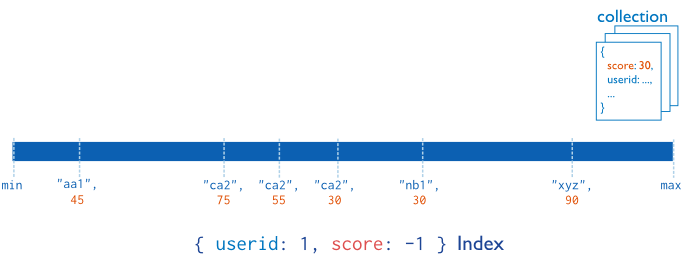 collection
{
score: 30,
userid: ...,
...
}
min
"aa1",
45
"ca2",
75
"ca2",
55
"ca2",
30
"nb1",
30
"xyz",
90
max
{ userid: 1, score: -1 } Index